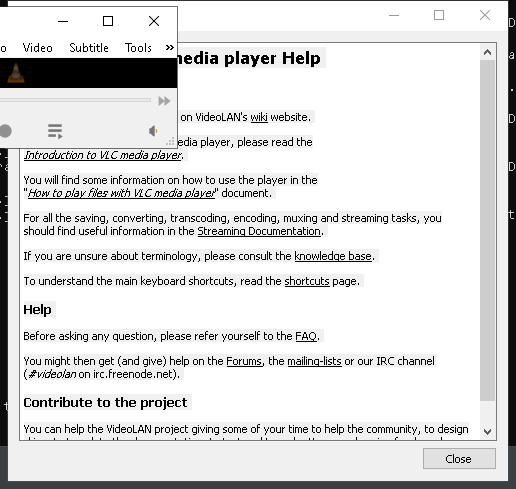 Video Subtitle Tools »
media player Help
on VideoLAN's wiki website.
media player, please read the
Introduction to VLC media player.
You will find some information on how to use the player in the
"How to play files with VLC media player" document.
For all the saving, converting, transcoding, encoding, muxing and streaming tasks, you
should find useful information in the Streaming Documentation.
If you are unsure about terminology, please consult the knowledge base.
To understand the main keyboard shortcuts, read the shortcuts page.
Help
Before asking any question, please refer yourself to the FAQ.
You might then get (and give) help on the Forums, the mailing-lists or our IRC channel
(#videolan on irc.freenode.net).
Contribute to the project
You can help the VideoLAN project giving some of your time to help the community, to design
Close